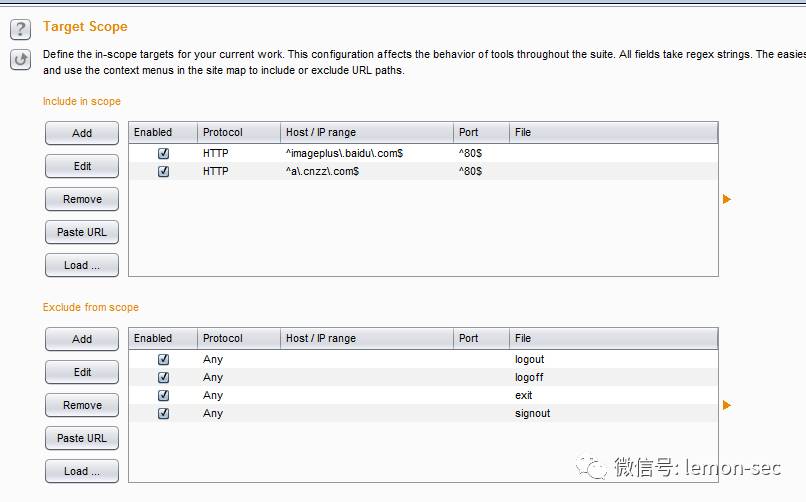 ?
Target Scope
Define the in-scope targets for your current work. This configuration affects the behavior of tools throughout the suite. All fields take regex strings. The easies
and use the context menus in the site map to include or exclude URL paths.
Include in scope
Add
Edit
Remove
Paste URL
Load ...
Enabled Protocol Host / IP range Port File
HTTP ^imageplus\.baidu\.com$ ^80$
HTTP ^a\.cnzz\.com$ ^80$
Exclude from scope
Add
Edit
Remove
Paste URL
Load ...
Enabled Protocol Host / IP range Port File
Any logout
Any logoff
Any exit
Any signout
微信号: lemon-sec